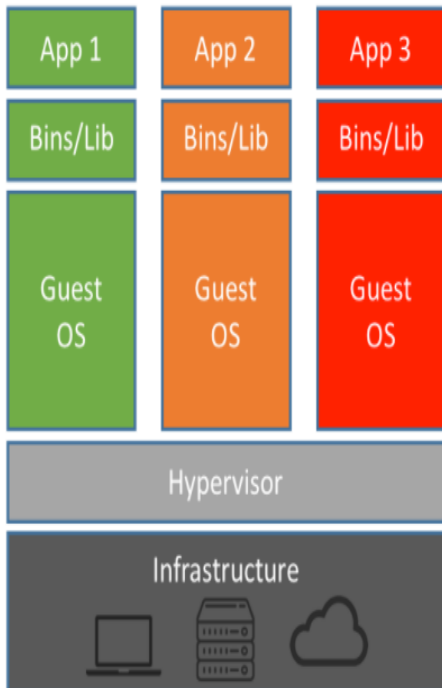 App 1
App 2
App 3
Bins/Lib
Bins/Lib
Bins/Lib
Guest
OS
Guest
OS
Guest
OS
Hypervisor
Infrastructure